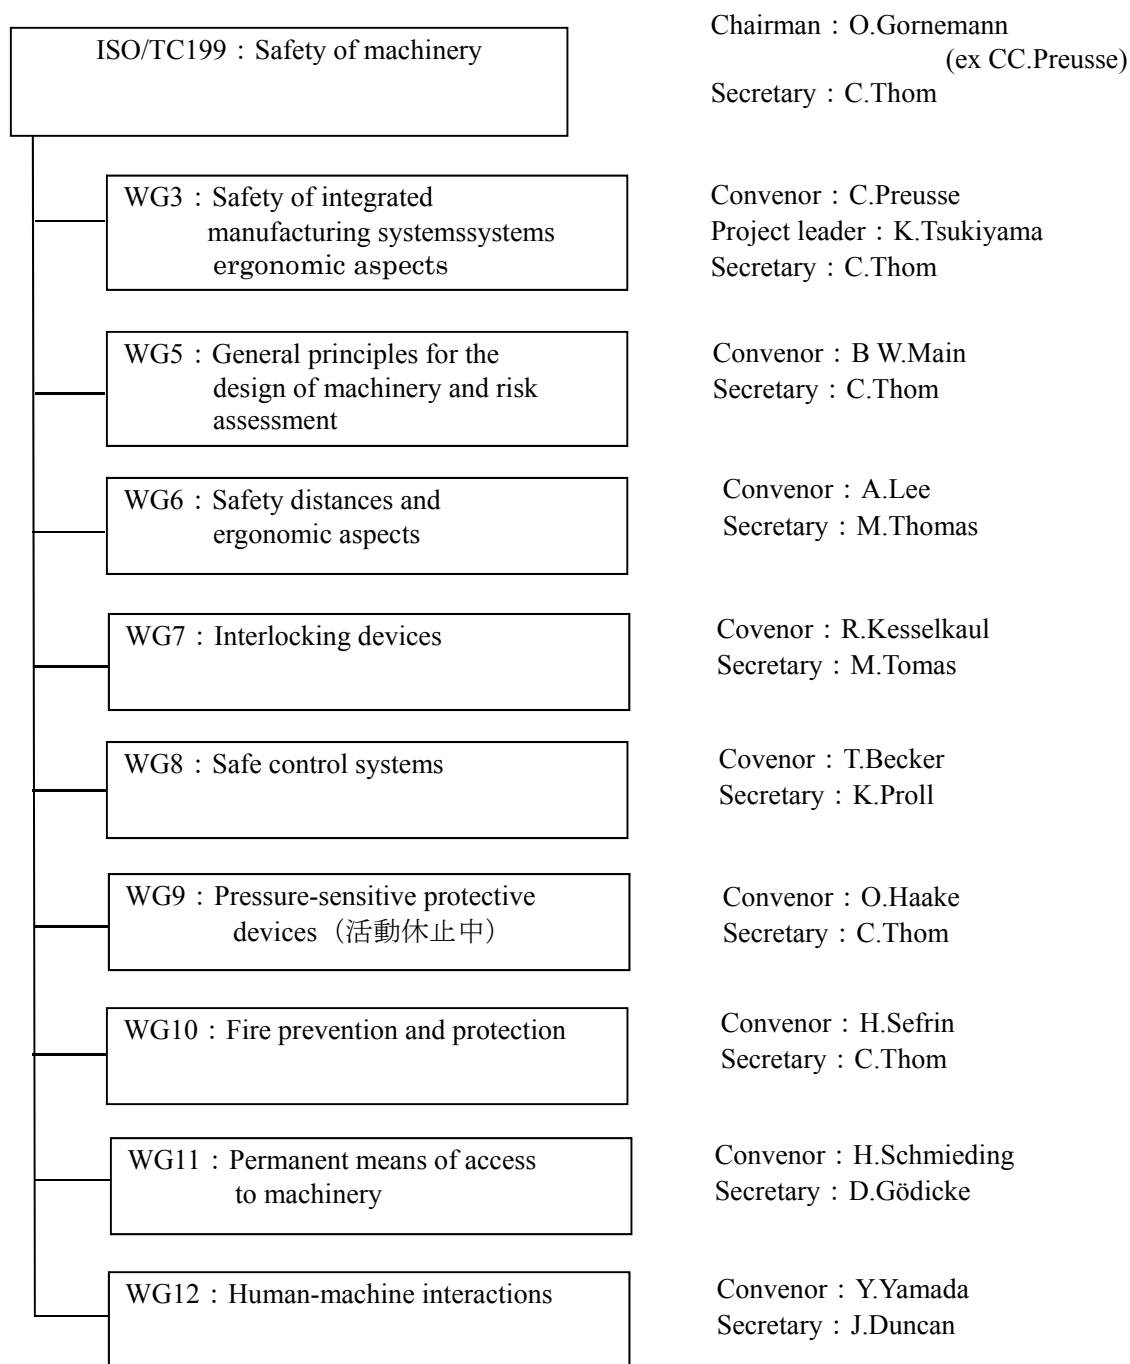 ISO/TC199：Safety of machinery
Chairman：O.Gornemann
(ex CC.Preusse)
Secretary：C.Thom
WG3：Safety of integrated
manufacturing systemssystems
ergonomic aspects
Convenor：C.Preusse
Project leader：K.Tsukiyama
Secretary：C.Thom
WG5：General principles for the
design of machinery and risk
assessment
Convenor：B W.Main
Secretary：C.Thom
WG6：Safety distances and
ergonomic aspects
Convenor：A.Lee
Secretary：M.Thomas
WG7：Interlocking devices
Covenor：R.Kesselkaul
Secretary：M.Tomas
WG8：Safe control systems
Covenor：T.Becker
Secretary：K.Proll
WG9：Pressure-sensitive protective
devices（活動休止中）
Convenor：O.Haake
Secretary：C.Thom
WG10：Fire prevention and protection
Convenor：H.Sefrin
Secretary：C.Thom
WG11：Permanent means of access
to machinery
Convenor：H.Schmieding
Secretary：D.Gödicke
WG12：Human-machine interactions
Convenor：Y.Yamada
Secretary：J.Duncan